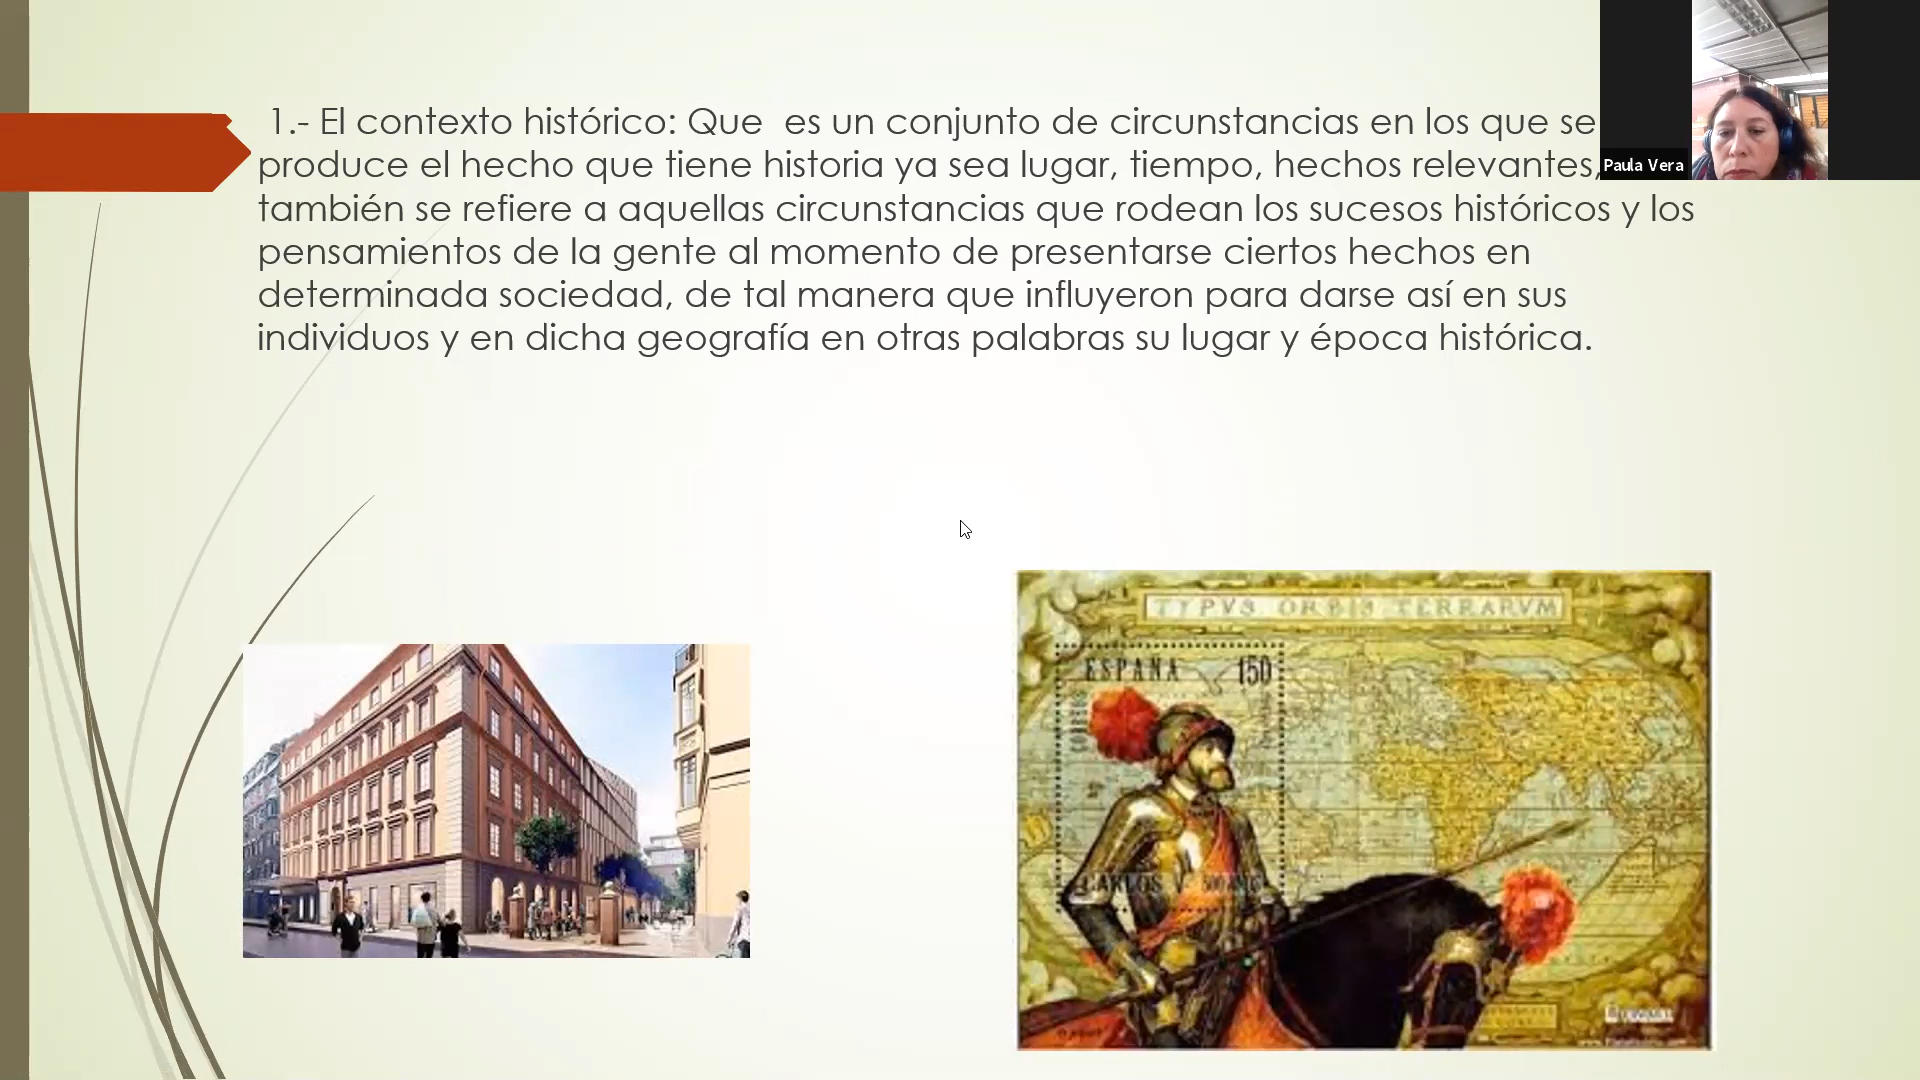 1.- El contexto histórico: Que es un conjunto de circunstancias en los que se
produce el hecho que tiene historia ya sea lugar, tiempo, hechos relevantes,
también se refiere a aquellas circunstancias que rodean los sucesos históricos y los
pensamientos de la gente al momento de presentarse ciertos hechos en
determinada sociedad, de tal manera que influyeron para darse así en sus
individuos y en dicha geografía en otras palabras su lugar y época histórica.
Paula Vera
TYPVS ORBIS TERRARVM
ESPAÑA 150
CARLOS V